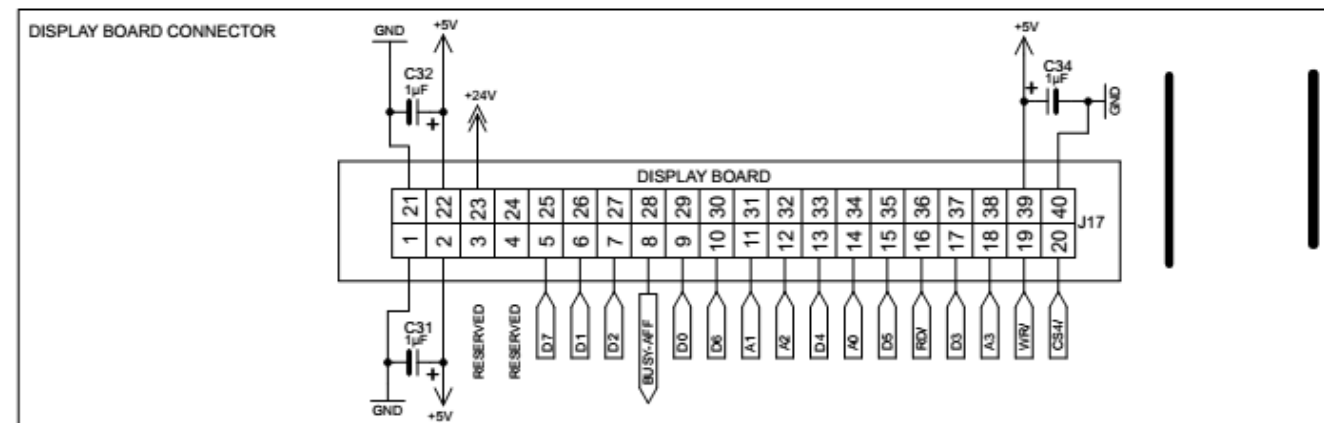 DISPLAY BOARD CONNECTOR
GND
+5V
+5V
C32
1µF
+
+24V
C34
1µF
+
GND
DISPLAY BOARD
21 22 23 24 25 26 27 28 29 30 31 32 33 34 35 36 37 38 39 40
1 2 3 4 5 6 7 8 9 10 11 12 13 14 15 16 17 18 19 20
J17
RESERVED RESERVED D7 D1 D2 BUSY-AFF D0 D6 A1 A2 D4 A0 D5 RD/ D3 A3 WR/ CS4/
C31
1µF
+
GND
+5V